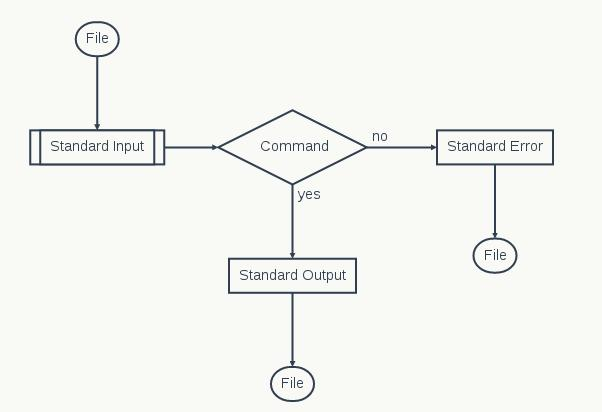 File
Standard Input
Command
no
Standard Error
yes
File
Standard Output
File